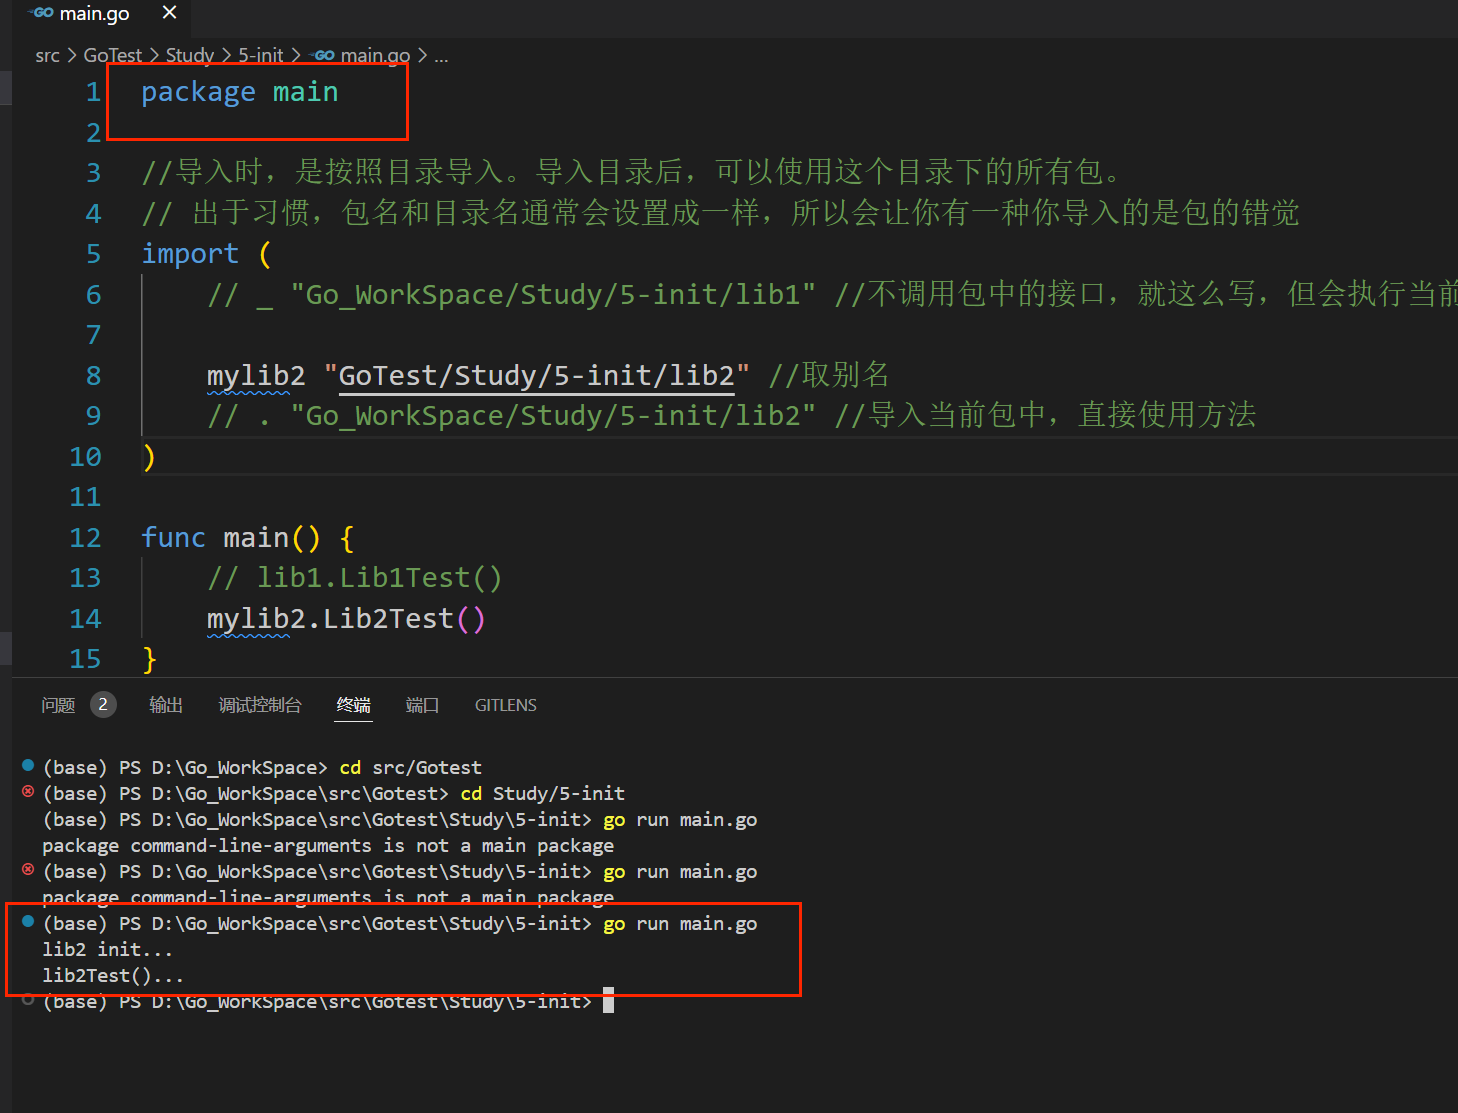 GO main.go ×
src > GoTest > Study > 5-init > GO main.go > ...
1 package main
2
3 //导入时，是按照目录导入。导入目录后，可以使用这个目录下的所有包。
4 // 出于习惯，包名和目录名通常会设置成一样，所以会让你有一种你导入的是包的错觉
5 import (
6 // _ "Go_WorkSpace/Study/5-init/lib1" //不调用包中的接口，就这么写，但会执行当前
7
8 mylib2 "GoTest/Study/5-init/lib2" //取别名
9 // . "Go_WorkSpace/Study/5-init/lib2" //导入当前包中，直接使用方法
10 )
11
12 func main() {
13 // lib1.Lib1Test()
14 mylib2.Lib2Test()
15 }
问题 2 输出 调试控制台 终端 端口 GITLENS
(base) PS D:\Go_WorkSpace> cd src/Gotest
(base) PS D:\Go_WorkSpace\src\Gotest> cd Study/5-init
(base) PS D:\Go_WorkSpace\src\Gotest\Study\5-init> go run main.go
package command-line-arguments is not a main package
(base) PS D:\Go_WorkSpace\src\Gotest\Study\5-init> go run main.go
package command-line-arguments is not a main package
(base) PS D:\Go_WorkSpace\src\Gotest\Study\5-init> go run main.go
lib2 init...
lib2Test()...
(base) PS D:\Go_WorkSpace\src\Gotest\Study\5-init>